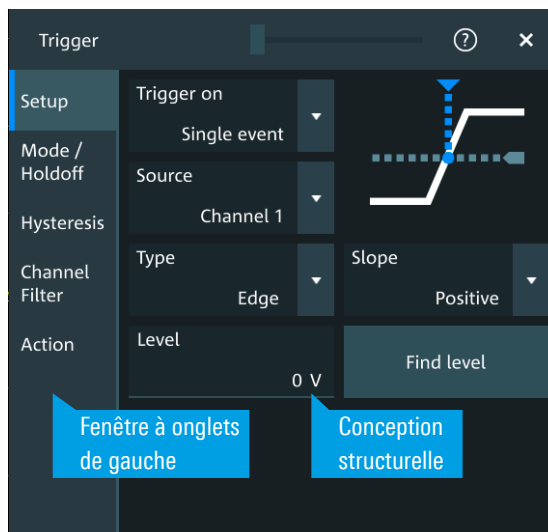 Trigger
?
Setup
Mode /
Holdoff
Hysteresis
Channel
Filter
Action
Trigger on
Single event
Source
Channel 1
Type
Edge
Slope
Positive
Level
0 V
Find level
Fenêtre à onglets
de gauche
Conception
structurelle